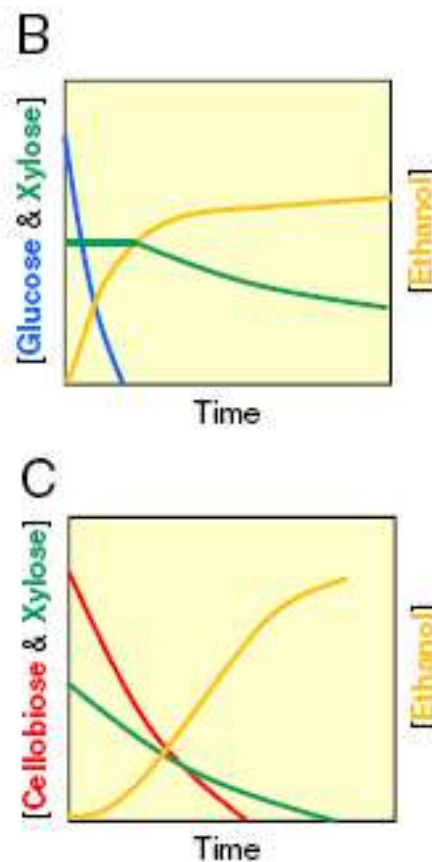 B
[Glucose & Xylose]
[Ethanol]
Time
C
[Cellobiose & Xylose]
[Ethanol]
Time